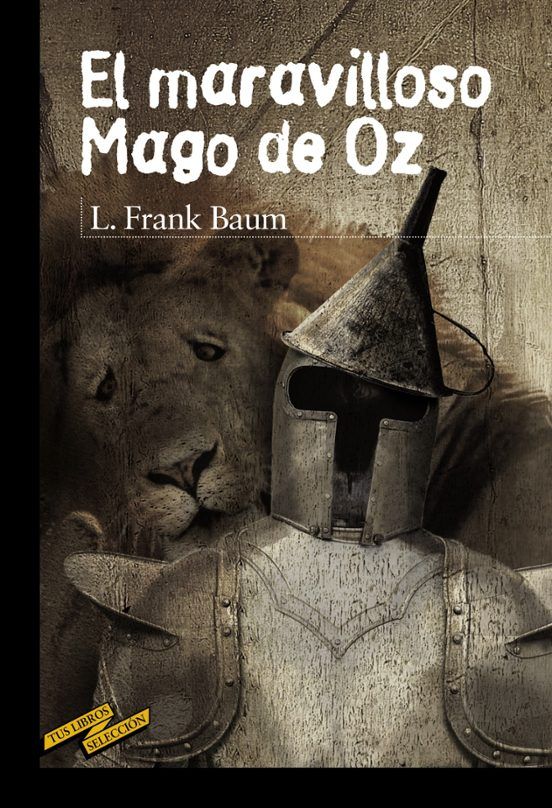 El maravilloso
Mago de Oz
L. Frank Baum
TUS LIBROS
SELECCIÓN